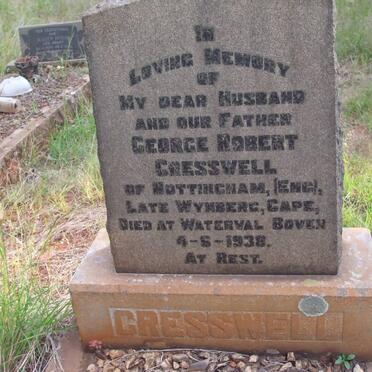 IN
LOVING MEMORY
OF
MY DEAR HUSBAND
AND OUR FATHER
GEORGE ROBERT
CRESSWELL
OF NOTTINGHAM, (ENG),
LATE WYNBERG, CAPE,
DIED AT WATERVAL BOVEN
4-6-1938.
AT REST.
CRESSWELL